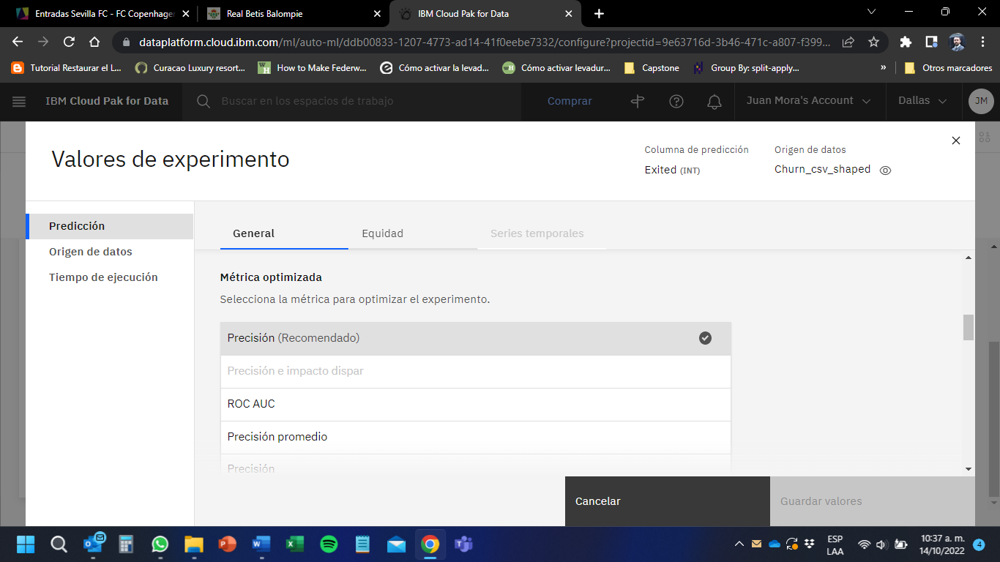 Entradas Sevilla FC - FC Copenhage
Real Betis Balompie
IBM Cloud Pak for Data
dataplatform.cloud.ibm.com/ml/auto-ml/ddb00833-1207-4773-ad14-41f0eebe7332/configure?projectid=9e63716d-3b46-471c-a807-f399...
Tutorial Restaurar el L...
Curacao Luxury resort...
How to Make Federw...
Cómo activar la levad...
Cómo activar levadur...
Capstone
Group By: split-apply...
»
Otros marcadores
IBM Cloud Pak for Data
Buscar en los espacios de trabajo
Comprar
Juan Mora's Account
Dallas
JM
Valores de experimento
Columna de predicción
Exited (INT)
Origen de datos
Churn_csv_shaped
Predicción
Origen de datos
Tiempo de ejecución
General
Equidad
Series temporales
Métrica optimizada
Selecciona la métrica para optimizar el experimento.
Precisión (Recomendado)
Precisión e impacto dispar
ROC AUC
Precisión promedio
Precisión
Cancelar
Guardar valores
ESP
LAA
10:37 a. m.
14/10/2022
4